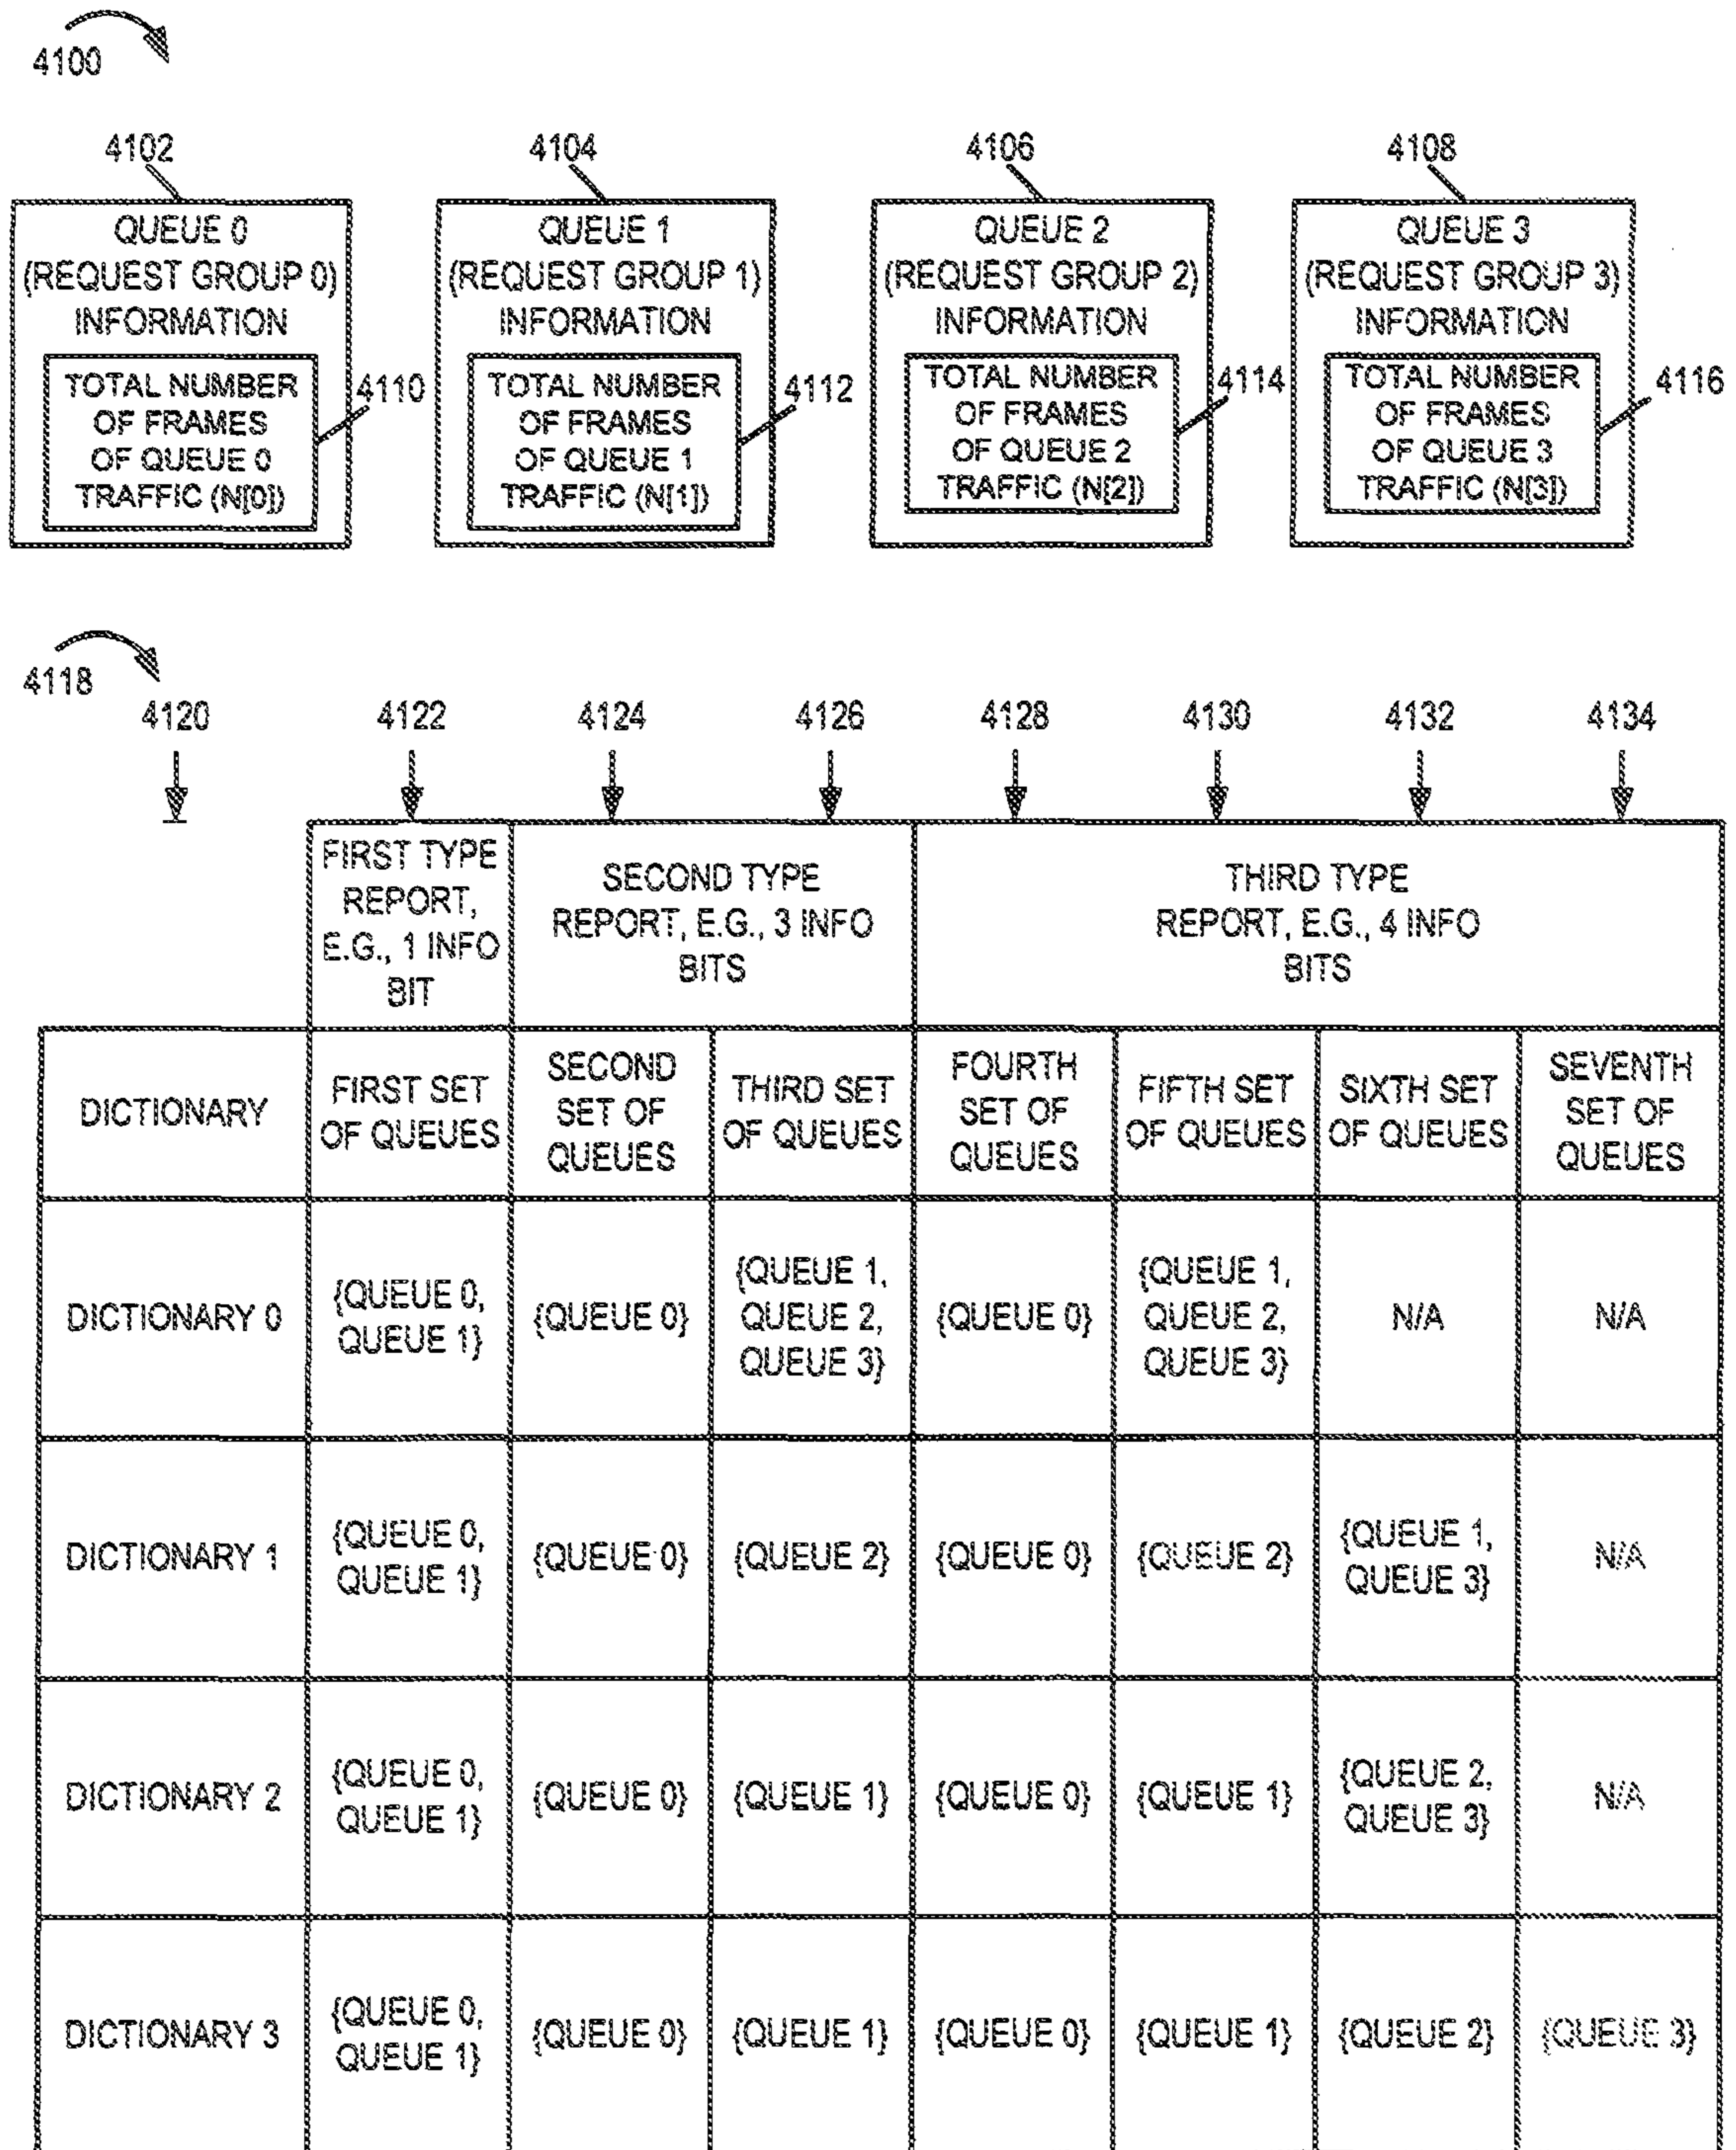 4100
4102
4104
4106
4108
QUEUE 0
(REQUEST GROUP 0)
INFORMATION
TOTAL NUMBER
OF FRAMES
OF QUEUE 0
TRAFFIC (N[0])
4110
QUEUE 1
(REQUEST GROUP 1)
INFORMATION
TOTAL NUMBER
OF FRAMES
OF QUEUE 1
TRAFFIC (N[1])
4112
QUEUE 2
(REQUEST GROUP 2)
INFORMATION
TOTAL NUMBER
OF FRAMES
OF QUEUE 2
TRAFFIC (N[2])
4114
QUEUE 3
(REQUEST GROUP 3)
INFORMATION
TOTAL NUMBER
OF FRAMES
OF QUEUE 3
TRAFFIC (N[3])
4116
4118
4120
4122
4124
4126
4128
4130
4132
4134
FIRST TYPE
REPORT,
E.G., 1 INFO
BIT
SECOND TYPE
REPORT, E.G., 3 INFO
BITS
THIRD TYPE
REPORT, E.G., 4 INFO
BITS
DICTIONARY
FIRST SET
OF QUEUES
SECOND
SET OF
QUEUES
THIRD SET
OF QUEUES
FOURTH
SET OF
QUEUES
FIFTH SET
OF QUEUES
SIXTH SET
OF QUEUES
SEVENTH
SET OF
QUEUES
DICTIONARY 0
{QUEUE 0,
QUEUE 1}
{QUEUE 0}
{QUEUE 1,
QUEUE 2,
QUEUE 3}
{QUEUE 0}
{QUEUE 1,
QUEUE 2,
QUEUE 3}
N/A
N/A
DICTIONARY 1
{QUEUE 0,
QUEUE 1}
{QUEUE 0}
{QUEUE 2}
{QUEUE 0}
{QUEUE 2}
{QUEUE 1,
QUEUE 3}
N/A
DICTIONARY 2
{QUEUE 0,
QUEUE 1}
{QUEUE 0}
{QUEUE 1}
{QUEUE 0}
{QUEUE 1}
{QUEUE 2,
QUEUE 3}
N/A
DICTIONARY 3
{QUEUE 0,
QUEUE 1}
{QUEUE 0}
{QUEUE 1}
{QUEUE 0}
{QUEUE 1}
{QUEUE 2}
{QUEUE 3}